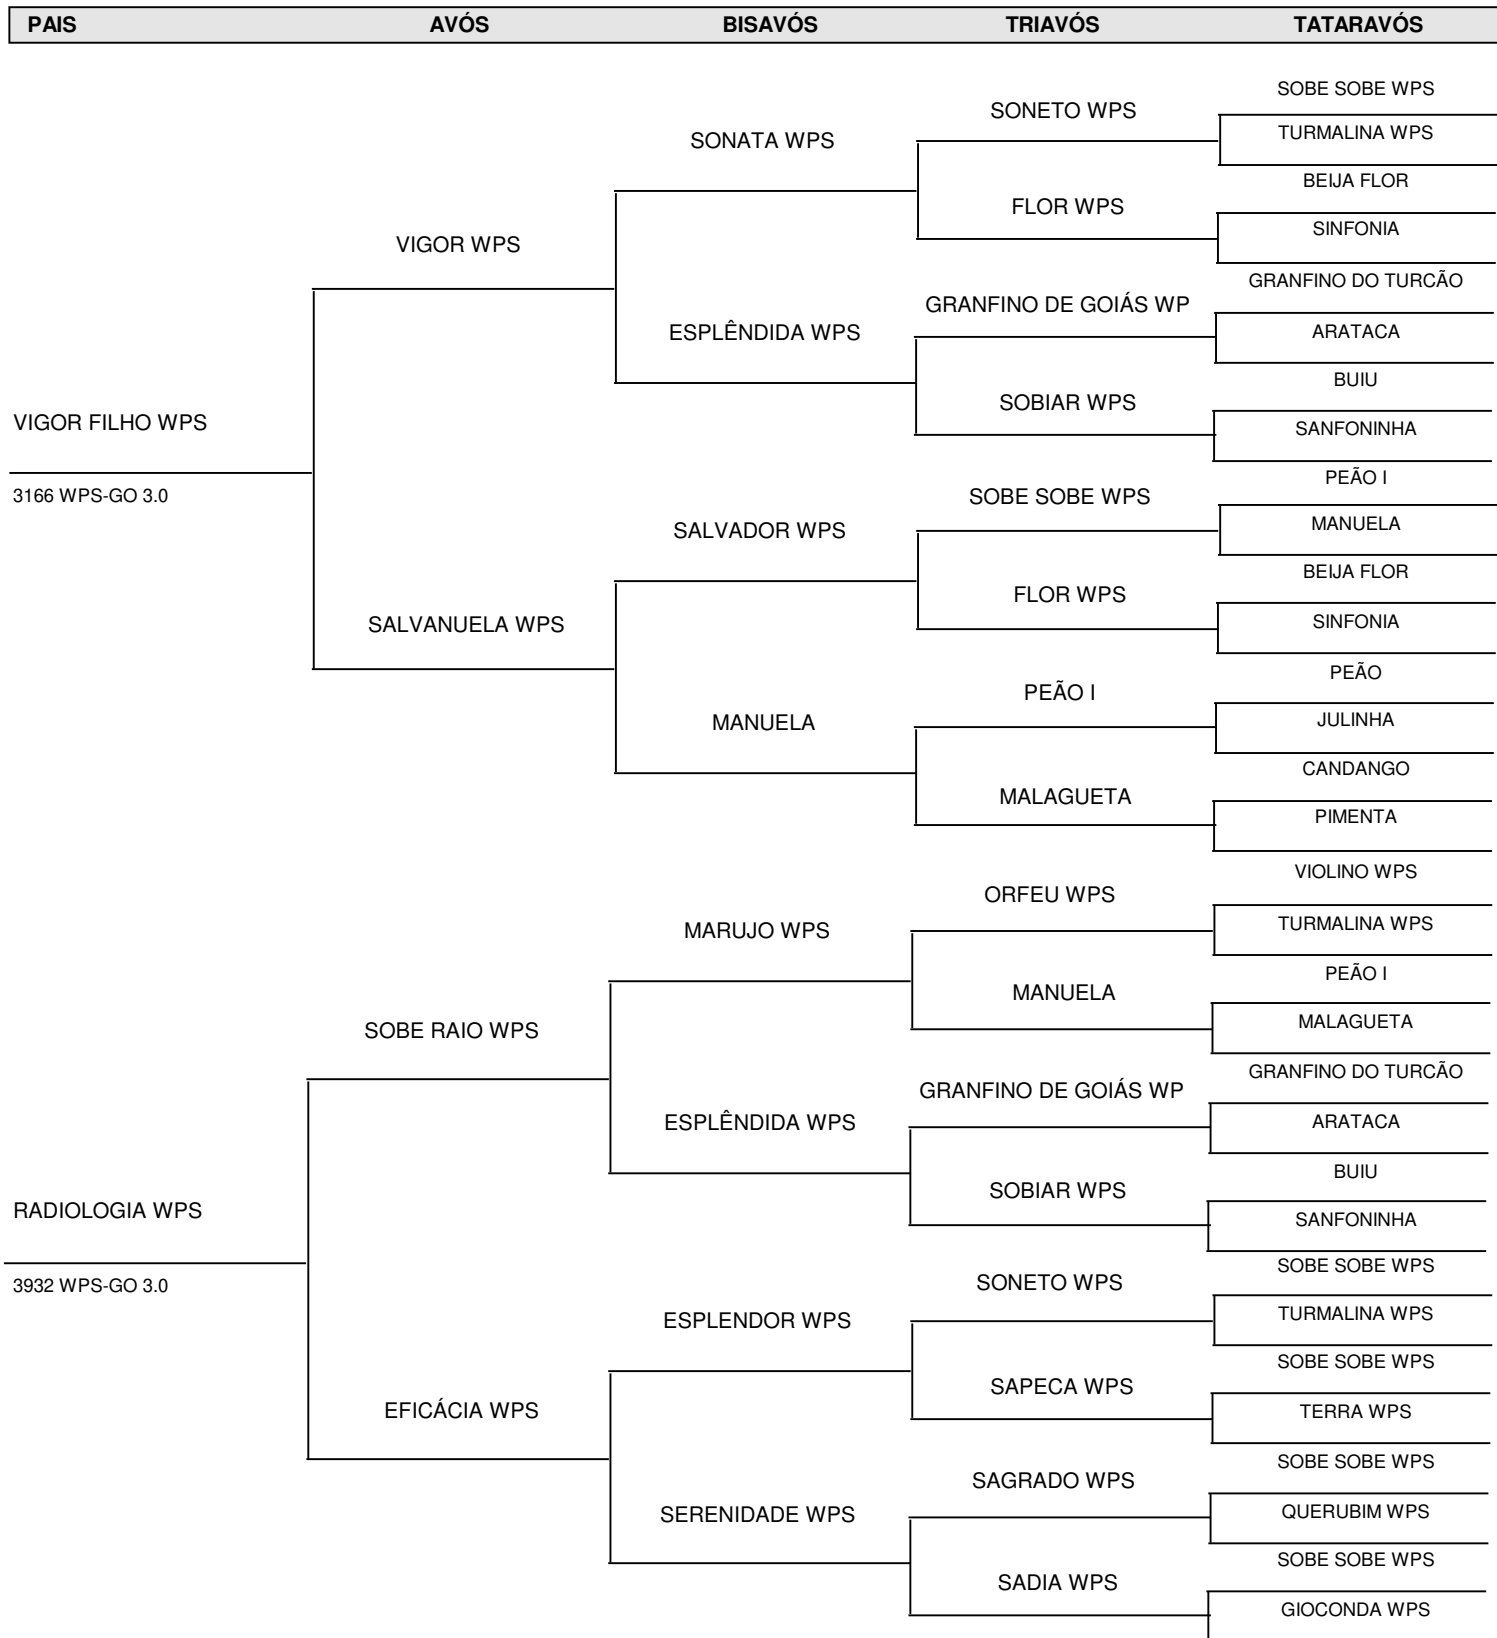 PAIS AVÓS BISAVÓS TRIAVÓS TATARAVÓS
SOBE SOBE WPS
SONETO WPS
TURMALINA WPS
SONATA WPS
BEIJA FLOR
FLOR WPS
SINFONIA
VIGOR WPS
GRANFINO DO TURCÃO
GRANFINO DE GOIÁS WP
ARATACA
ESPLÊNDIDA WPS
BUIU
SOBIAR WPS
SANFONINHA
VIGOR FILHO WPS
3166 WPS-GO 3.0
PEÃO I
SOBE SOBE WPS
MANUELA
SALVADOR WPS
BEIJA FLOR
FLOR WPS
SINFONIA
SALVANUELA WPS
PEÃO
PEÃO I
JULINHA
MANUELA
CANDANGO
MALAGUETA
PIMENTA
VIOLINO WPS
ORFEU WPS
TURMALINA WPS
MARUJO WPS
PEÃO I
MANUELA
MALAGUETA
SOBE RAIO WPS
GRANFINO DO TURCÃO
GRANFINO DE GOIÁS WP
ARATACA
ESPLÊNDIDA WPS
BUIU
SOBIAR WPS
SANFONINHA
RADIOLOGIA WPS
3932 WPS-GO 3.0
SOBE SOBE WPS
SONETO WPS
TURMALINA WPS
ESPLENDOR WPS
SOBE SOBE WPS
SAPECA WPS
TERRA WPS
EFICÁCIA WPS
SOBE SOBE WPS
SAGRADO WPS
QUERUBIM WPS
SERENIDADE WPS
SOBE SOBE WPS
SADIA WPS
GIOCONDA WPS